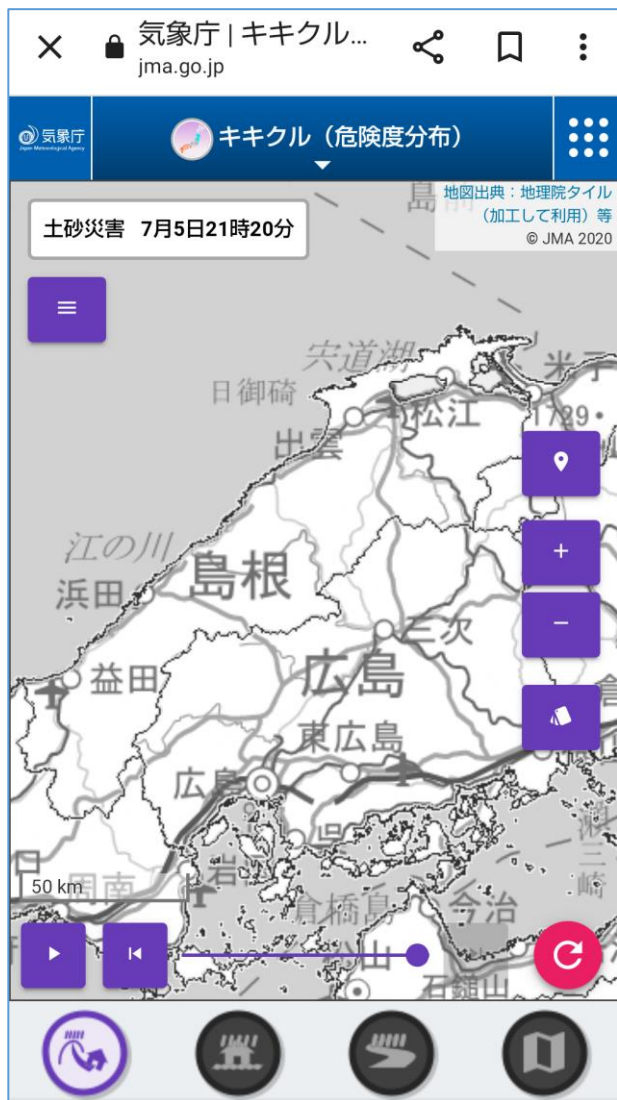 気象庁 | キキクル...
jma.go.jp
気象庁
Japan Meteorological Agency
キキクル（危険度分布）
地図出典：地理院タイル
（加工して利用）等
© JMA 2020
土砂災害 7月5日21時20分
島
宍道湖
米子
日御碕
松江
1729
出雲
江の川
島根
浜田
三次
益田
広島
東広島
広島
呉
岩
50 km
周南
倉橋島
今治
松山
石鎚山